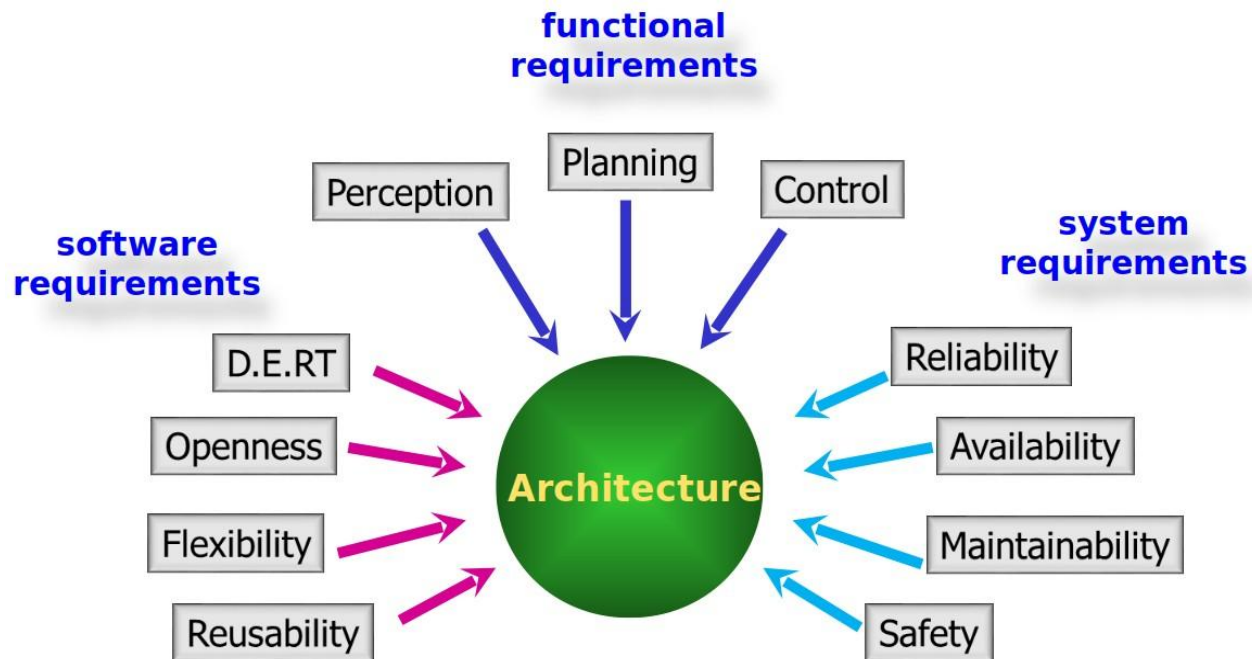 functional
requirements
Planning
Perception
Control
software
requirements
system
requirements
D.E.RT
Reliability
Openness
Availability
Architecture
Flexibility
Maintainability
Reusability
Safety